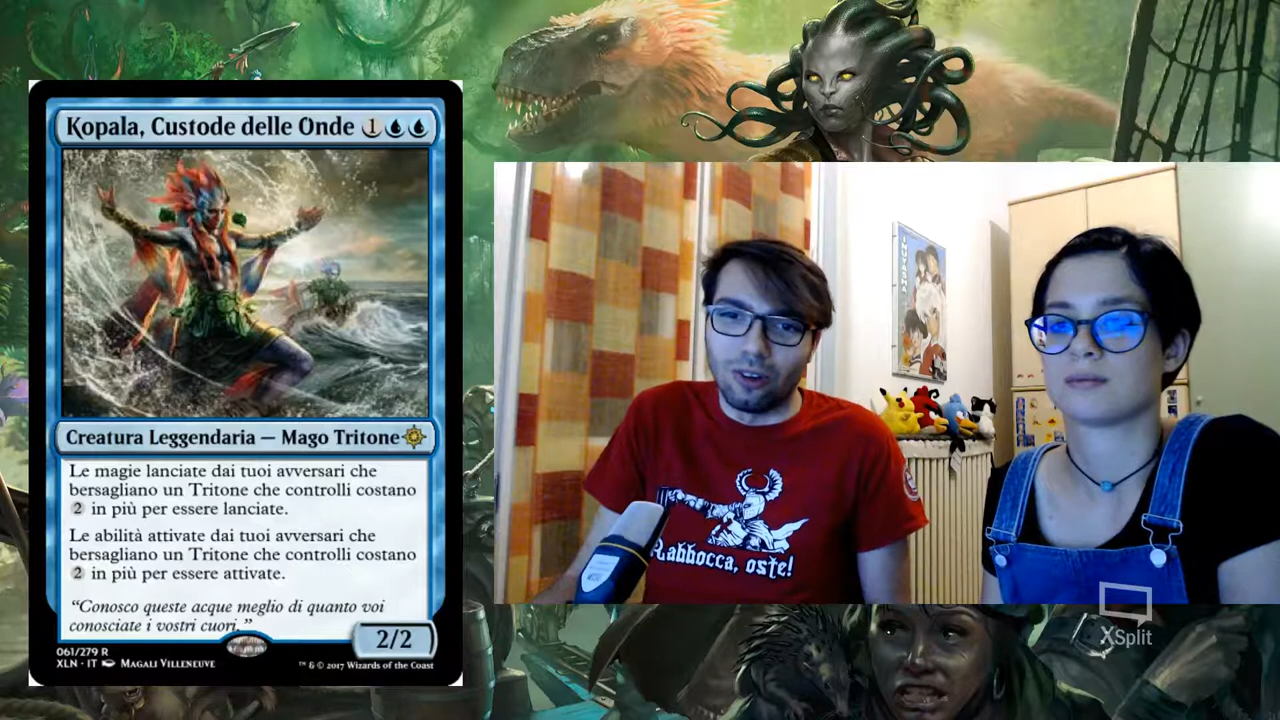 Kopala, Custode delle Onde 1
Creatura Leggendaria — Mago Tritone
Le magie lanciate dai tuoi avversari che
bersagliano un Tritone che controlli costano
2 in più per essere lanciate.
Le abilità attivate dai tuoi avversari che
bersagliano un Tritone che controlli costano
2 in più per essere attivate.
“Conosco queste acque meglio di quanto voi
conosciate i vostri cuori.”
2/2
061/279 R
XLN • IT Magali Villeneuve
™ & © 2017 Wizards of the Coast
INUYASHA
Rabbocca, oste!
XSplit